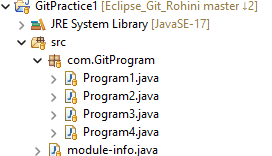 GitPractice1 [Eclipse_Git_Rohini master ↓2]
JRE System Library [JavaSE-17]
src
com.GitProgram
Program1.java
Program2.java
Program3.java
Program4.java
module-info.java